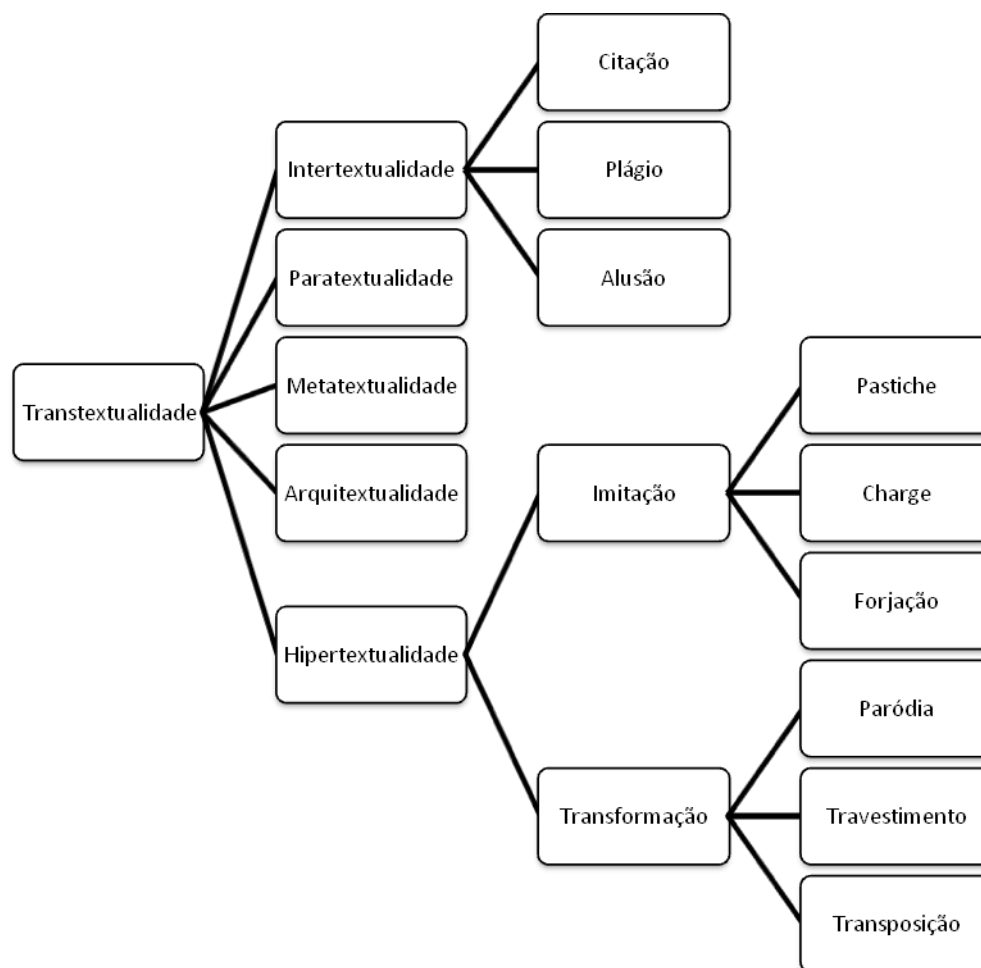 Citação
Intertextualidade
Plágio
Paratextualidade
Alusão
Transtextualidade
Metatextualidade
Pastiche
Arquitextualidade
Imitação
Charge
Forjação
Hipertextualidade
Paródia
Transformação
Travestimento
Transposição